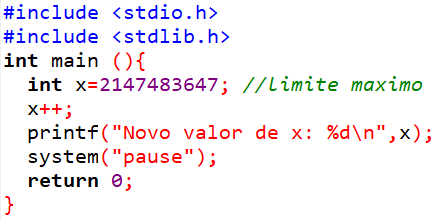 #include <stdio.h>
#include <stdlib.h>
int main (){
  int x=2147483647; //limite maximo
  x++;
  printf("Novo valor de x: %d\n",x);
  system("pause");
  return 0;
}